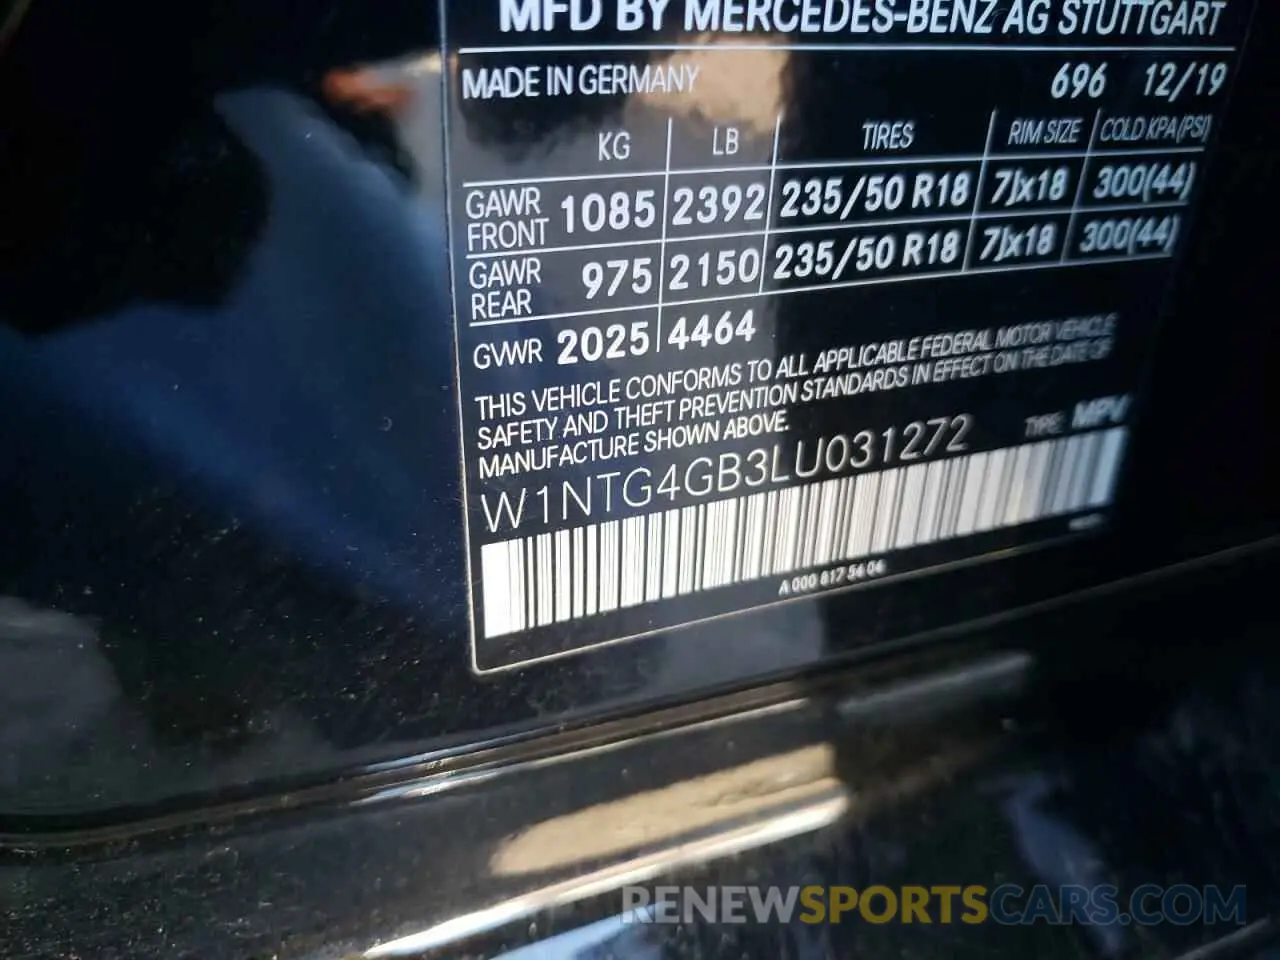 MFD BY MERCEDES-BENZ AG STUTTGART
MADE IN GERMANY 696 12/19
KG LB TIRES RIM SIZE COLD KPA(PSI)
GAWR FRONT 1085 2392 235/50 R18 7Jx18 300(44)
GAWR REAR 975 2150 235/50 R18 7Jx18 300(44)
GVWR 2025 4464
THIS VEHICLE CONFORMS TO ALL APPLICABLE FEDERAL MOTOR VEHICLE
SAFETY AND THEFT PREVENTION STANDARDS IN EFFECT ON THE DATE OF
MANUFACTURE SHOWN ABOVE.
W1NTG4GB3LU031272 TYPE: MPV
A 000 817 54 04
RENEWSPORTSCARS.COM